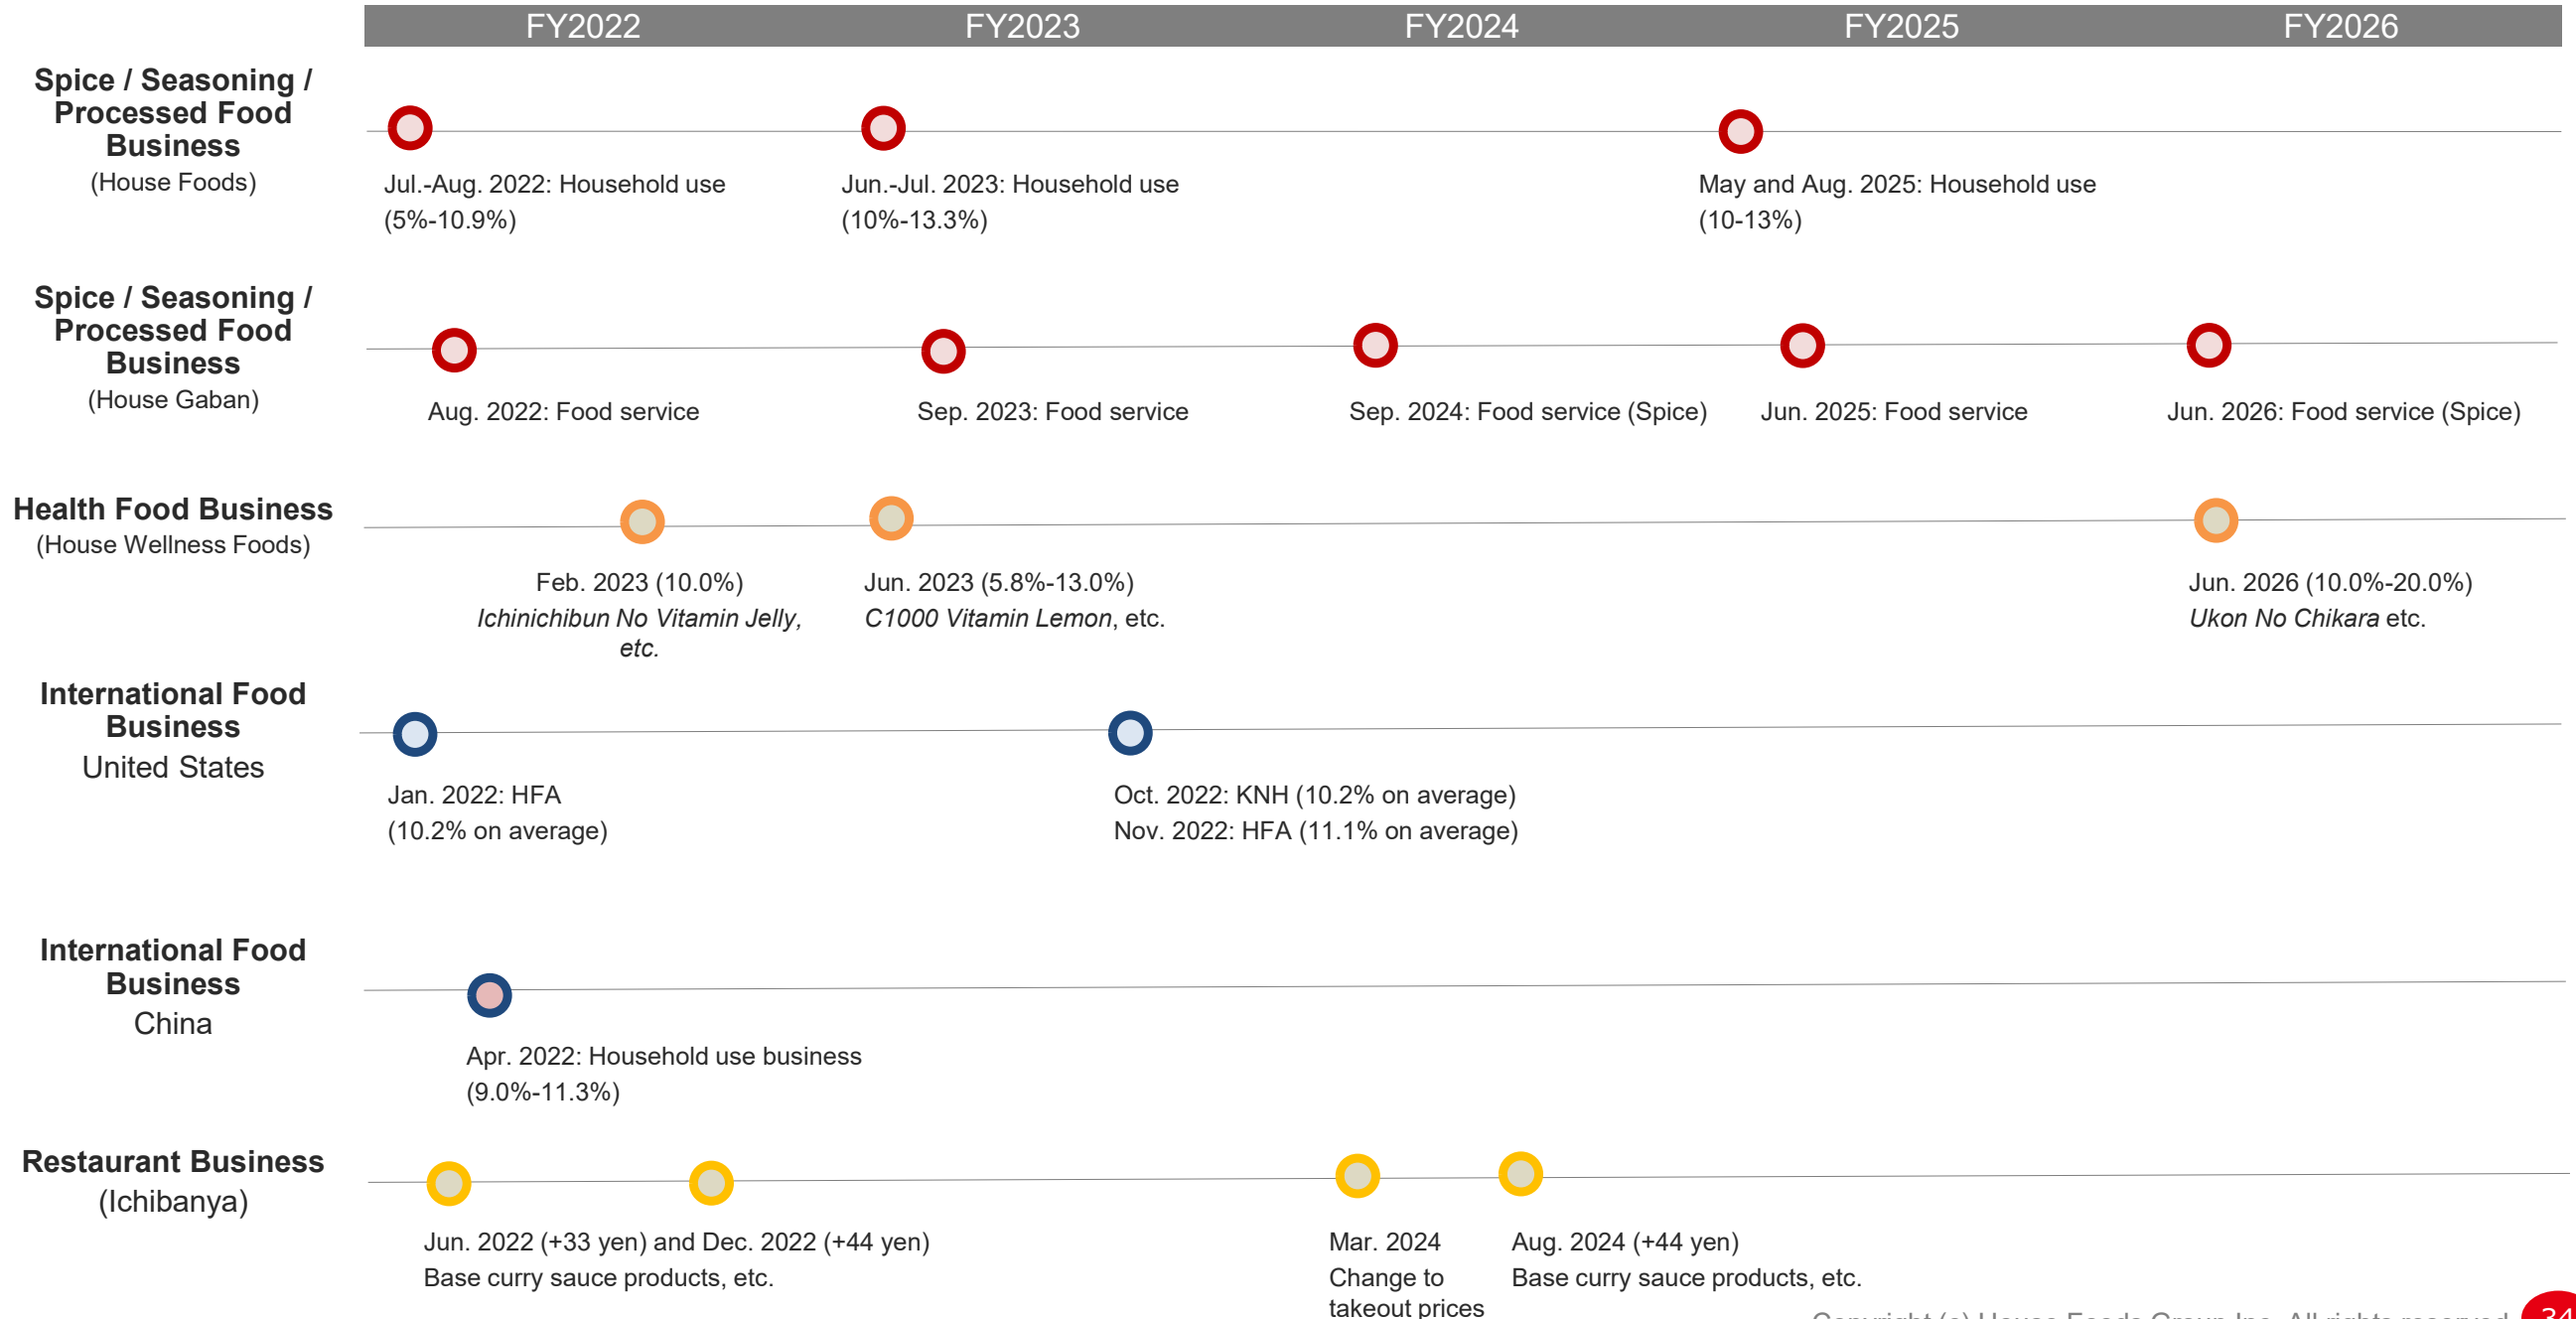 FY2022 FY2023 FY2024 FY2025 FY2026
Spice / Seasoning /
Processed Food
Business
(House Foods)
Jul.-Aug. 2022: Household use
(5%-10.9%)
Jun.-Jul. 2023: Household use
(10%-13.3%)
May and Aug. 2025: Household use
(10-13%)
Spice / Seasoning /
Processed Food
Business
(House Gaban)
Aug. 2022: Food service
Sep. 2023: Food service
Sep. 2024: Food service (Spice)
Jun. 2025: Food service
Jun. 2026: Food service (Spice)
Health Food Business
(House Wellness Foods)
Feb. 2023 (10.0%)
Ichinichibun No Vitamin Jelly,
etc.
Jun. 2023 (5.8%-13.0%)
C1000 Vitamin Lemon, etc.
Jun. 2026 (10.0%-20.0%)
Ukon No Chikara etc.
International Food
Business
United States
Jan. 2022: HFA
(10.2% on average)
Oct. 2022: KNH (10.2% on average)
Nov. 2022: HFA (11.1% on average)
International Food
Business
China
Apr. 2022: Household use business
(9.0%-11.3%)
Restaurant Business
(Ichibanya)
Jun. 2022 (+33 yen) and Dec. 2022 (+44 yen)
Base curry sauce products, etc.
Mar. 2024
Change to
takeout prices
Aug. 2024 (+44 yen)
Base curry sauce products, etc.
Copyright (c) House Foods Group Inc. All rights reserved
34